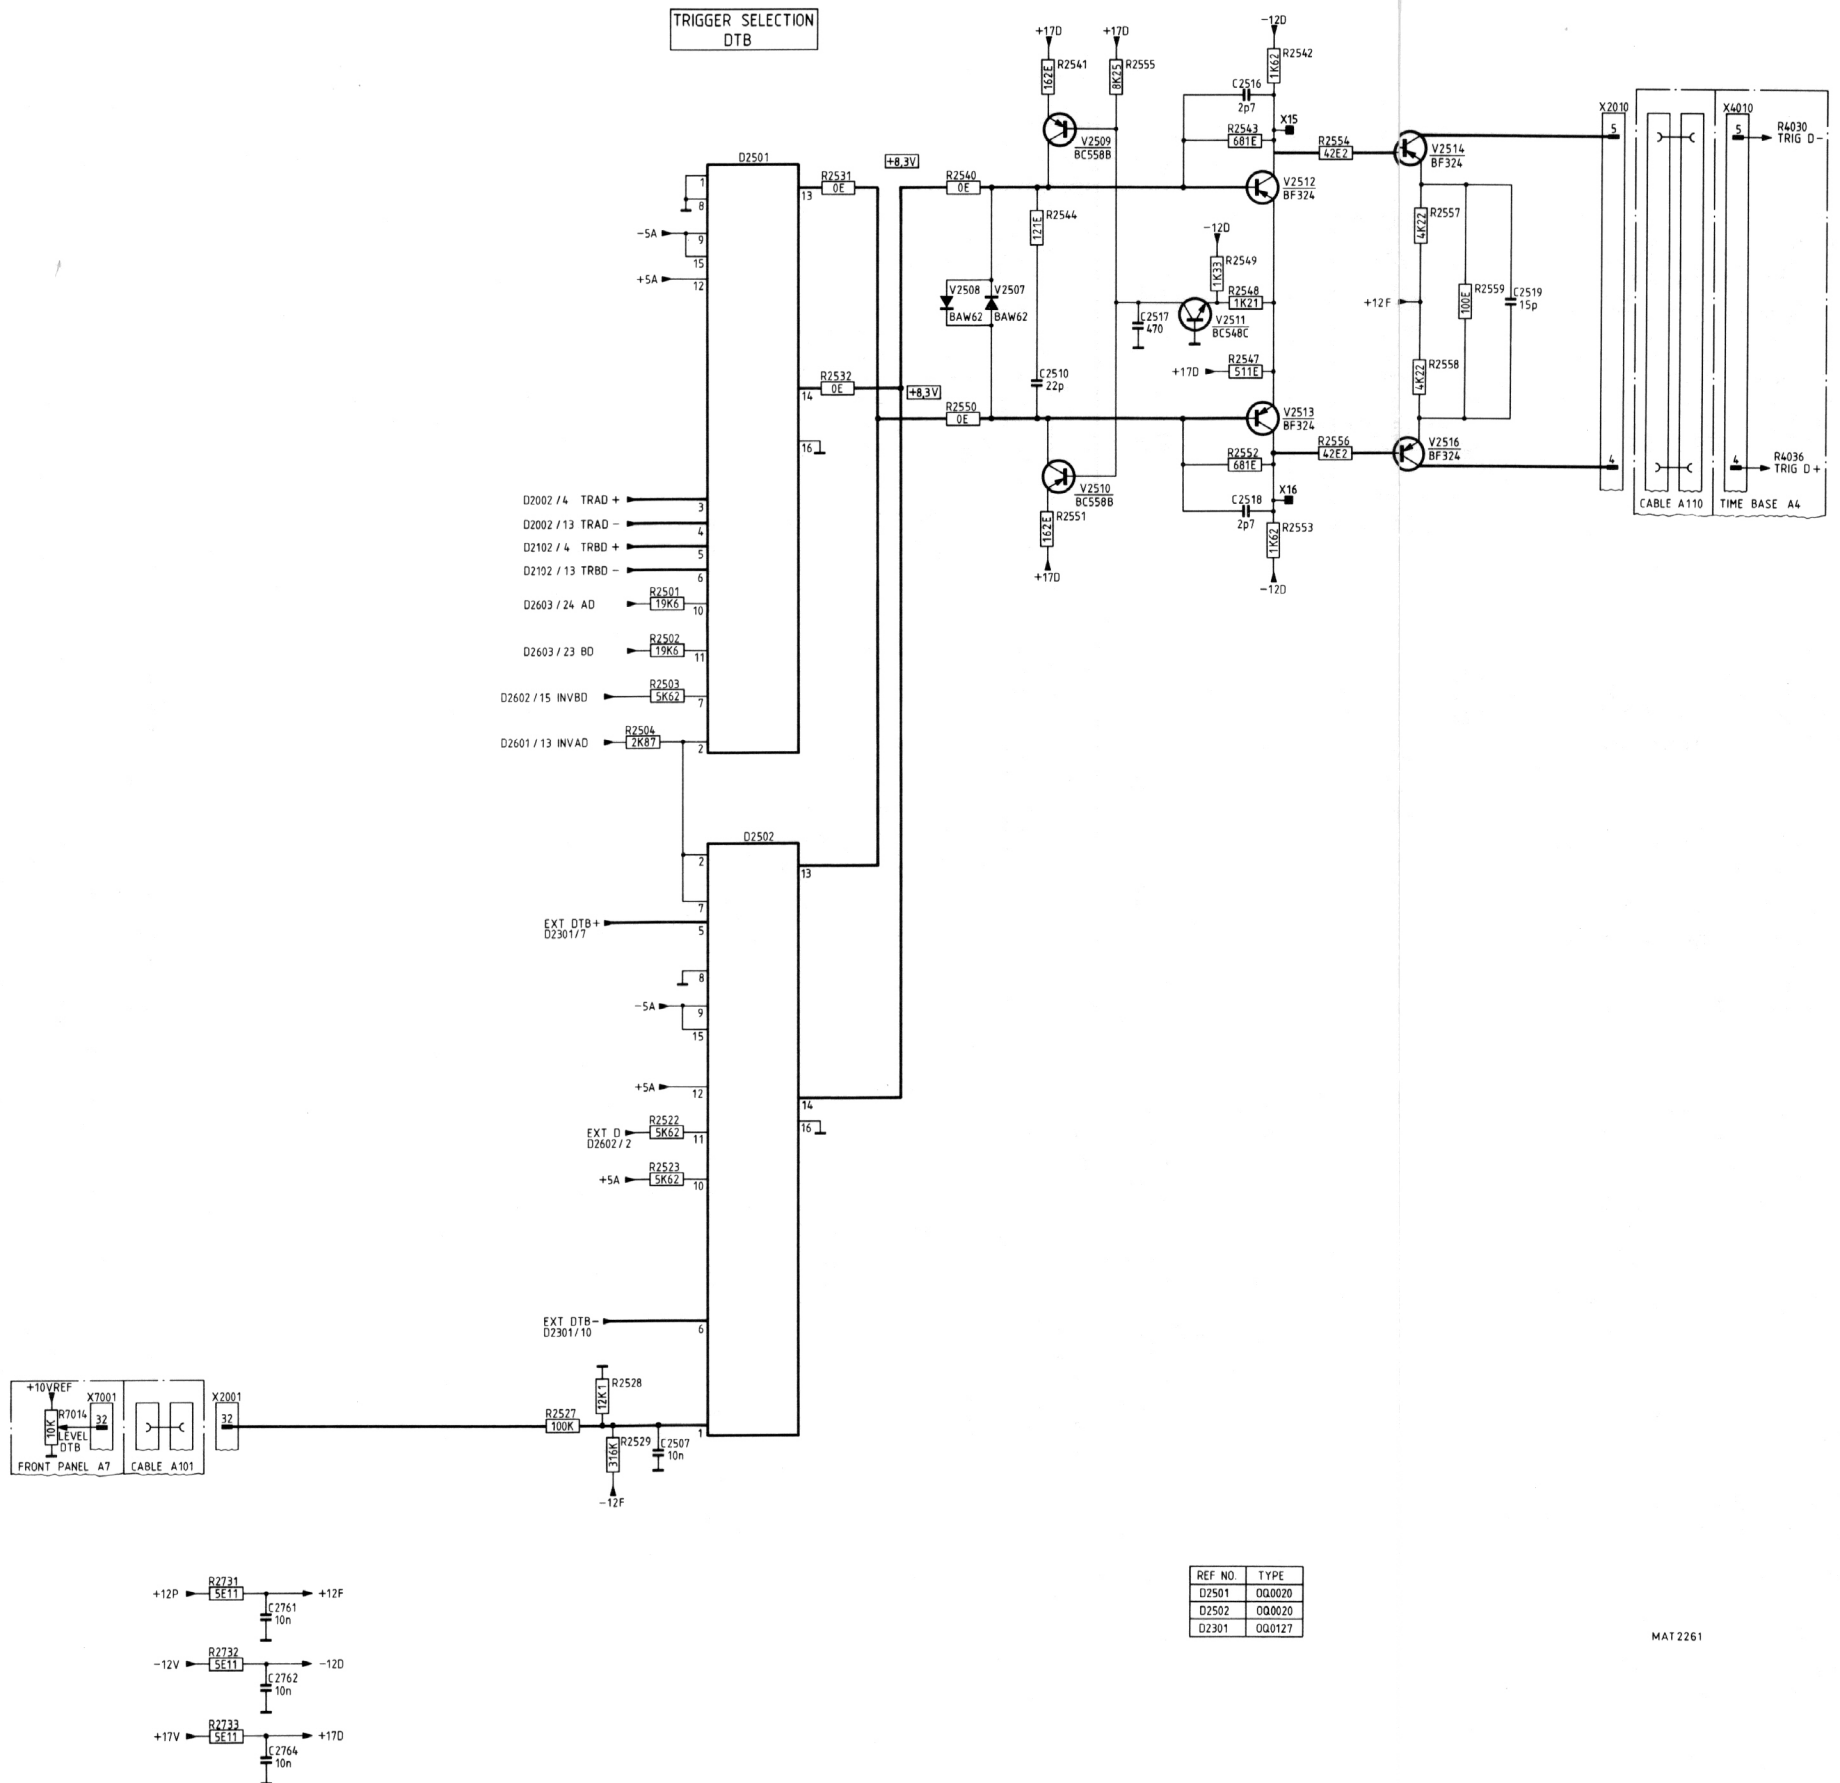 TRIGGER SELECTION
DTB
+17D
R2541
162E
+17D
R2555
8K25
-12D
R2542
1K62
C2516
2p7
R2543
681E
X15
V2509
BC558B
R2554
42E2
V2514
BF324
X2010
5
X4010
5
R4030
TRIG D-
D2501
1
8
-5A
9
15
+5A
12
13
R2531
0E
+8,3V
R2540
0E
V2512
BF324
R2544
121E
-12D
R2549
1K33
R2557
4K22
V2508
BAW62
V2507
BAW62
R2548
1K21
C2517
470
V2511
BC548C
+12F
R2559
100E
C2519
15p
R2547
511E
+17D
C2510
22p
R2558
4K22
14
R2532
0E
+8,3V
R2550
0E
V2513
BF324
16
R2552
681E
R2556
42E2
V2516
BF324
4
4
R4036
TRIG D+
V2510
BC558B
C2518
2p7
X16
R2551
162E
+17D
R2553
1K62
-12D
CABLE A110
TIME BASE A4
D2002/4 TRAD +
3
D2002/13 TRAD -
4
D2102/4 TRBD +
5
D2102/13 TRBD -
6
D2603/24 AD
R2501
19K6
10
D2603/23 BD
R2502
19K6
11
D2602/15 INVBD
R2503
5K62
7
D2601/13 INVAD
R2504
2K87
2
D2502
2
13
7
EXT DTB+
D2301/7
5
8
-5A
9
15
+5A
12
14
16
EXT D
D2602/2
R2522
5K62
11
+5A
R2523
5K62
10
EXT DTB-
D2301/10
6
R2528
12K1
R2527
100K
1
R2529
316K
C2507
10n
-12F
+10VREF
R7014
10K
LEVEL
DTB
X7001
32
X2001
32
FRONT PANEL A7
CABLE A101
+12P
R2731
5E11
+12F
C2761
10n
-12V
R2732
5E11
-12D
C2762
10n
+17V
R2733
5E11
+17D
C2764
10n
REF NO. TYPE
D2501 OQ0020
D2502 OQ0020
D2301 OQ0127
MAT2261